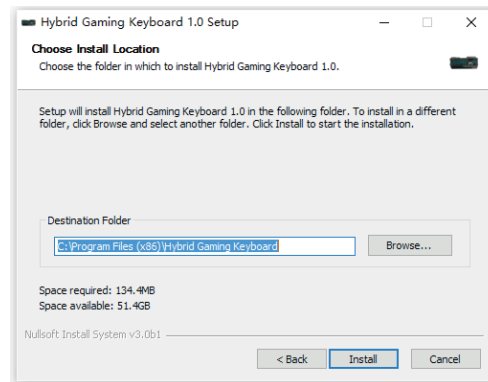 Hybrid Gaming Keyboard 1.0 Setup
Choose Install Location
Choose the folder in which to install Hybrid Gaming Keyboard 1.0.
Setup will install Hybrid Gaming Keyboard 1.0 in the following folder. To install in a different
folder, click Browse and select another folder. Click Install to start the installation.
Destination Folder
C:\Program Files (x86)\Hybrid Gaming Keyboard
Browse...
Space required: 134.4MB
Space available: 51.4GB
Nullsoft Install System v3.0b1
< Back Install Cancel